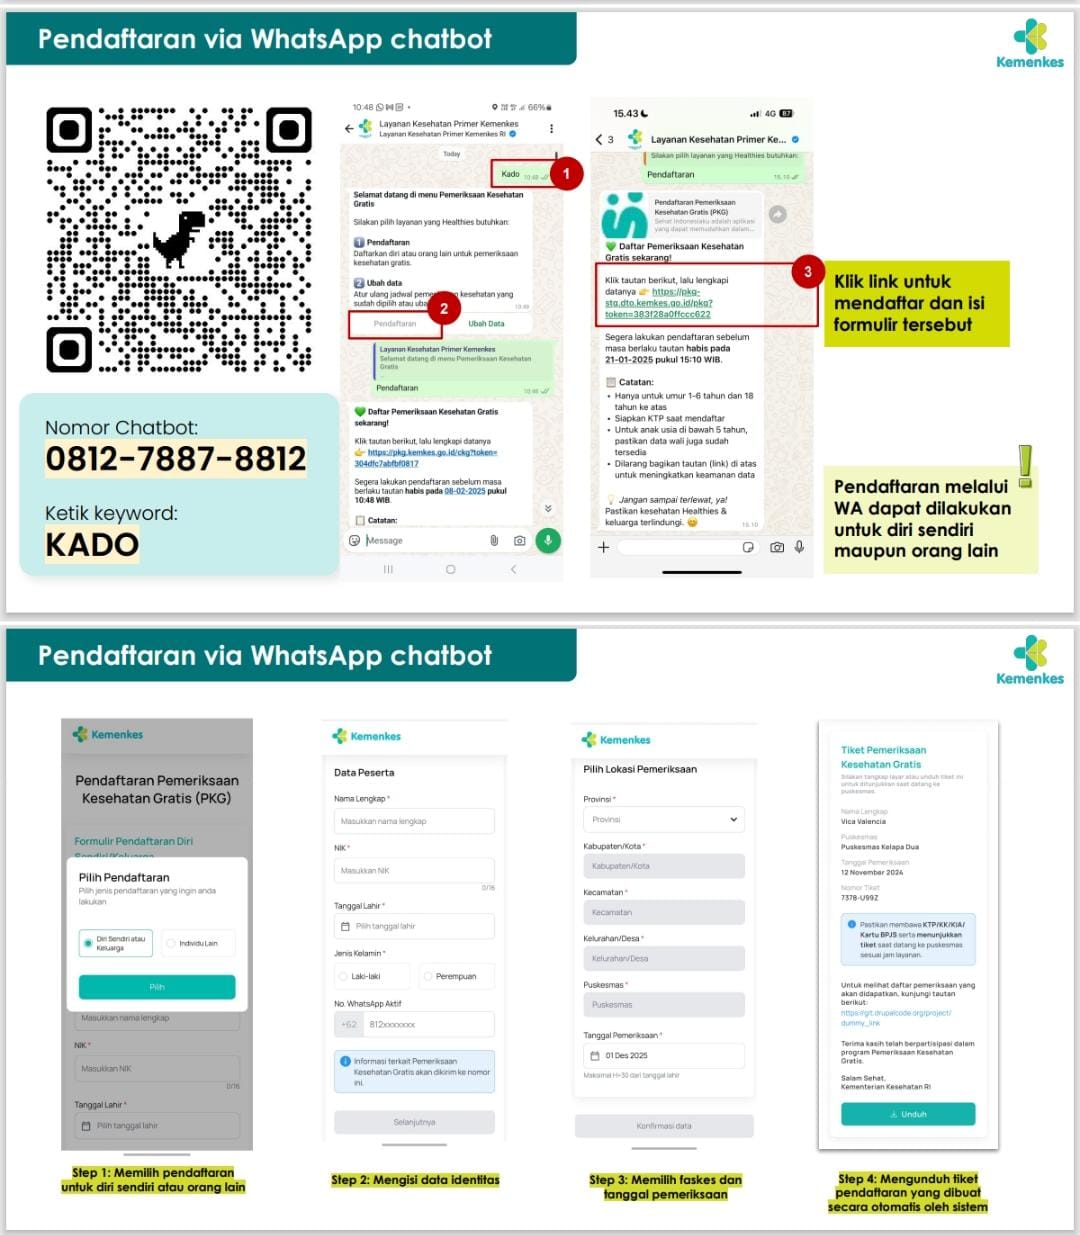 Pendaftaran via WhatsApp chatbot
Kemenkes
Nomor Chatbot:
0812-7887-8812
Ketik keyword:
KADO
10:48
66%
Layanan Kesehatan Primer Kemenkes
Layanan Kesehatan Primer Kemenkes RI
Today
Kado 10:48
1
Selamat datang di menu Pemeriksaan Kesehatan
Gratis
Silakan pilih layanan yang Healthies butuhkan:
1 Pendaftaran
Daftarkan diri atau orang lain untuk pemeriksaan
kesehatan gratis.
2 Ubah data
Atur ulang jadwal pemeriksaan kesehatan yang
sudah dipilih atau
10:48
2
Pendaftaran
Ubah Data
Layanan Kesehatan Primer Kemenkes
Selamat datang di menu Pemeriksaan Kesehatan
Gratis
Pendaftaran
10:48
💚 Daftar Pemeriksaan Kesehatan Gratis
sekarang!
Klik tautan berikut, lalu lengkapi datanya
👉 https://pkg.kemkes.go.id/ckg?token=
304dfc7abfbf0817
Segera lakukan pendaftaran sebelum masa
berlaku tautan habis pada 08-02-2025 pukul
10:48 WIB.
📋 Catatan:
Message
15.43
4G 67
3
Layanan Kesehatan Primer Ke...
Silakan pilih layanan yang Healthies butuhkan:
Pendaftaran
15.10
Pendaftaran Pemeriksaan
Kesehatan Gratis (PKG)
Sehat Indonesiaku adalah aplikasi
yang dapat memudahkan dalam...
💚 Daftar Pemeriksaan Kesehatan
Gratis sekarang!
3
Klik tautan berikut, lalu lengkapi
datanya 👉 https://pkg-
stg.dto.kemkes.go.id/pkg?
token=383f28a0ffccc622
Segera lakukan pendaftaran sebelum
masa berlaku tautan habis pada
21-01-2025 pukul 15:10 WIB.
📋 Catatan:
• Hanya untuk umur 1-6 tahun dan 18
tahun ke atas
• Siapkan KTP saat mendaftar
• Untuk anak usia di bawah 5 tahun,
pastikan data wali juga sudah
tersedia
• Dilarang bagikan tautan (link) di atas
untuk meningkatkan keamanan data
💡 Jangan sampai terlewat, ya!
Pastikan kesehatan Healthies &
keluarga terlindungi. 😊
15.10
Klik link untuk
mendaftar dan isi
formulir tersebut
Pendaftaran melalui
WA dapat dilakukan
untuk diri sendiri
maupun orang lain
Pendaftaran via WhatsApp chatbot
Kemenkes
Kemenkes
Pendaftaran Pemeriksaan
Kesehatan Gratis (PKG)
Formulir Pendaftaran Diri
Sendiri/Keluarga
Pilih Pendaftaran
Pilih jenis pendaftaran yang ingin anda
lakukan
Diri Sendiri atau
Keluarga
Individu Lain
Pilih
Masukkan nama lengkap
NIK *
Masukkan NIK
0/16
Tanggal Lahir *
Pilih tanggal lahir
Step 1: Memilih pendaftaran
untuk diri sendiri atau orang lain
Kemenkes
Data Peserta
Nama Lengkap *
Masukkan nama lengkap
NIK *
Masukkan NIK
0/16
Tanggal Lahir *
Pilih tanggal lahir
Jenis Kelamin *
Laki-laki
Perempuan
No. WhatsApp Aktif
+62 812xxxxxxx
Informasi terkait Pemeriksaan
Kesehatan Gratis akan dikirim ke nomor
ini.
Selanjutnya
Step 2: Mengisi data identitas
Kemenkes
Pilih Lokasi Pemeriksaan
Provinsi *
Provinsi
Kabupaten/Kota *
Kabupaten/Kota
Kecamatan *
Kecamatan
Kelurahan/Desa *
Kelurahan/Desa
Puskesmas *
Puskesmas
Tanggal Pemeriksaan *
01 Des 2025
Maksimal H+30 dari tanggal lahir
Konfirmasi data
Step 3: Memilih faskes dan
tanggal pemeriksaan
Tiket Pemeriksaan
Kesehatan Gratis
Silakan tangkap layar atau unduh tiket ini
untuk ditunjukkan saat datang ke
puskesmas.
Nama Lengkap
Vica Valencia
Puskesmas
Puskesmas Kelapa Dua
Tanggal Pemeriksaan
12 November 2024
Nomor Tiket
7378-U99Z
Pastikan membawa KTP/KK/KIA/
Kartu BPJS serta menunjukkan
tiket saat datang ke puskesmas
sesuai jam layanan.
Untuk melihat daftar pemeriksaan yang
akan didapatkan, kunjungi tautan
berikut:
https://git.drupalcode.org/project/
dummy_link
Terima kasih telah berpartisipasi dalam
program Pemeriksaan Kesehatan
Gratis.
Salam Sehat,
Kementerian Kesehatan RI
Unduh
Step 4: Mengunduh tiket
pendaftaran yang dibuat
secara otomatis oleh sistem